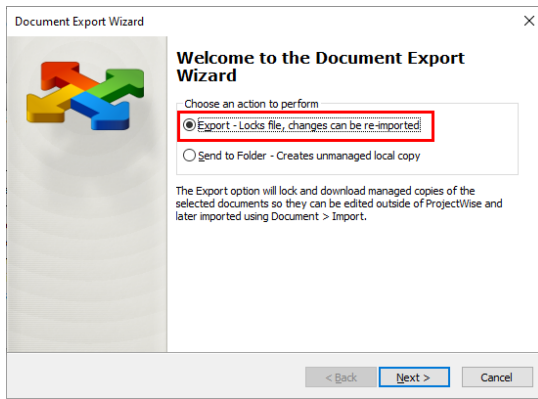 Document Export Wizard
Welcome to the Document Export
Wizard
Choose an action to perform
Export - Locks file, changes can be re-imported
Send to Folder - Creates unmanaged local copy
The Export option will lock and download managed copies of the
selected documents so they can be edited outside of ProjectWise and
later imported using Document > Import.
< Back
Next >
Cancel